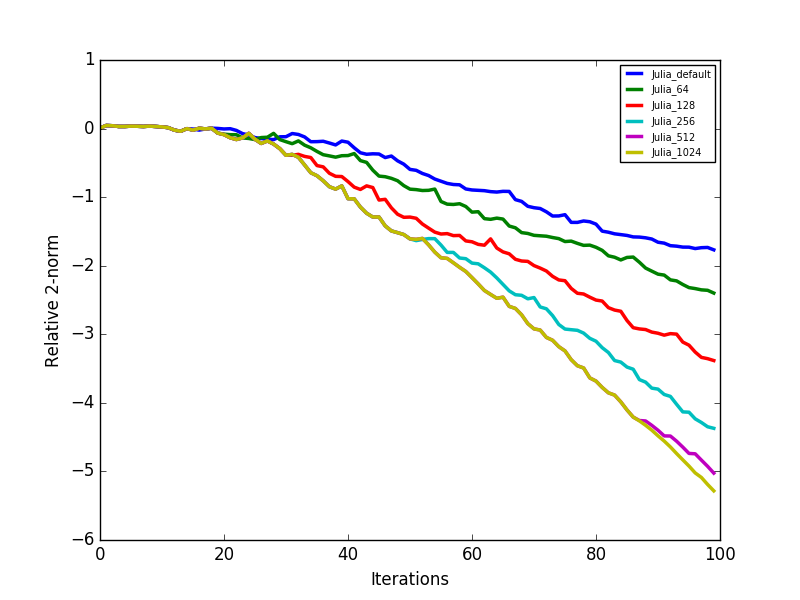 1
0
−1
−2
−3
−4
−5
−6
0 20 40 60 80 100
Relative 2-norm
Iterations
Julia_default
Julia_64
Julia_128
Julia_256
Julia_512
Julia_1024